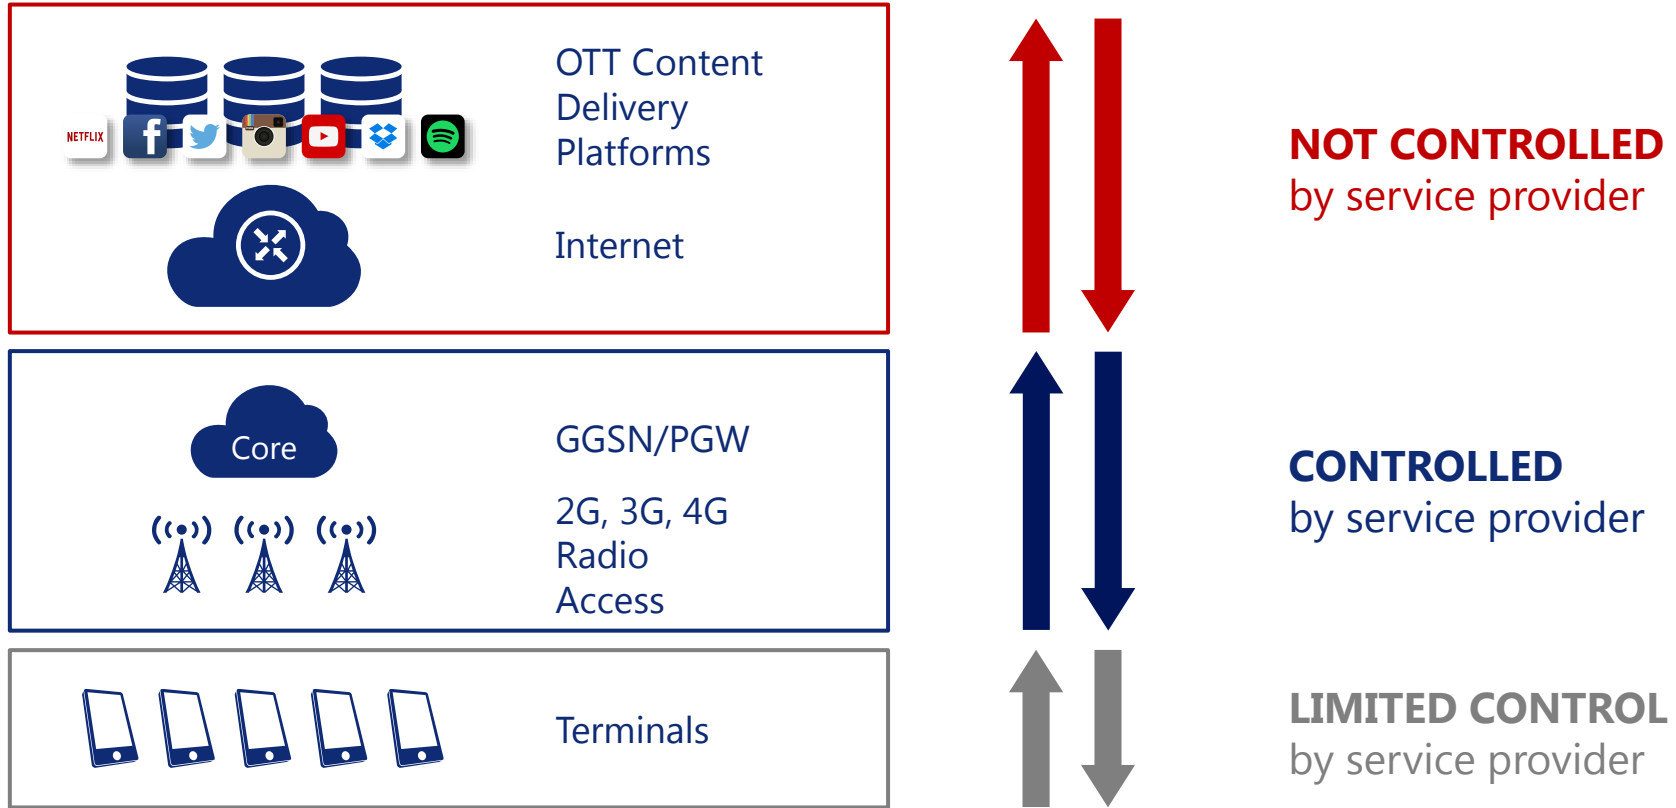 OTT Content
Delivery
Platforms
NETFLIX
f
Internet
NOT CONTROLLED
by service provider
Core
GGSN/PGW
2G, 3G, 4G
Radio
Access
CONTROLLED
by service provider
Terminals
LIMITED CONTROL
by service provider